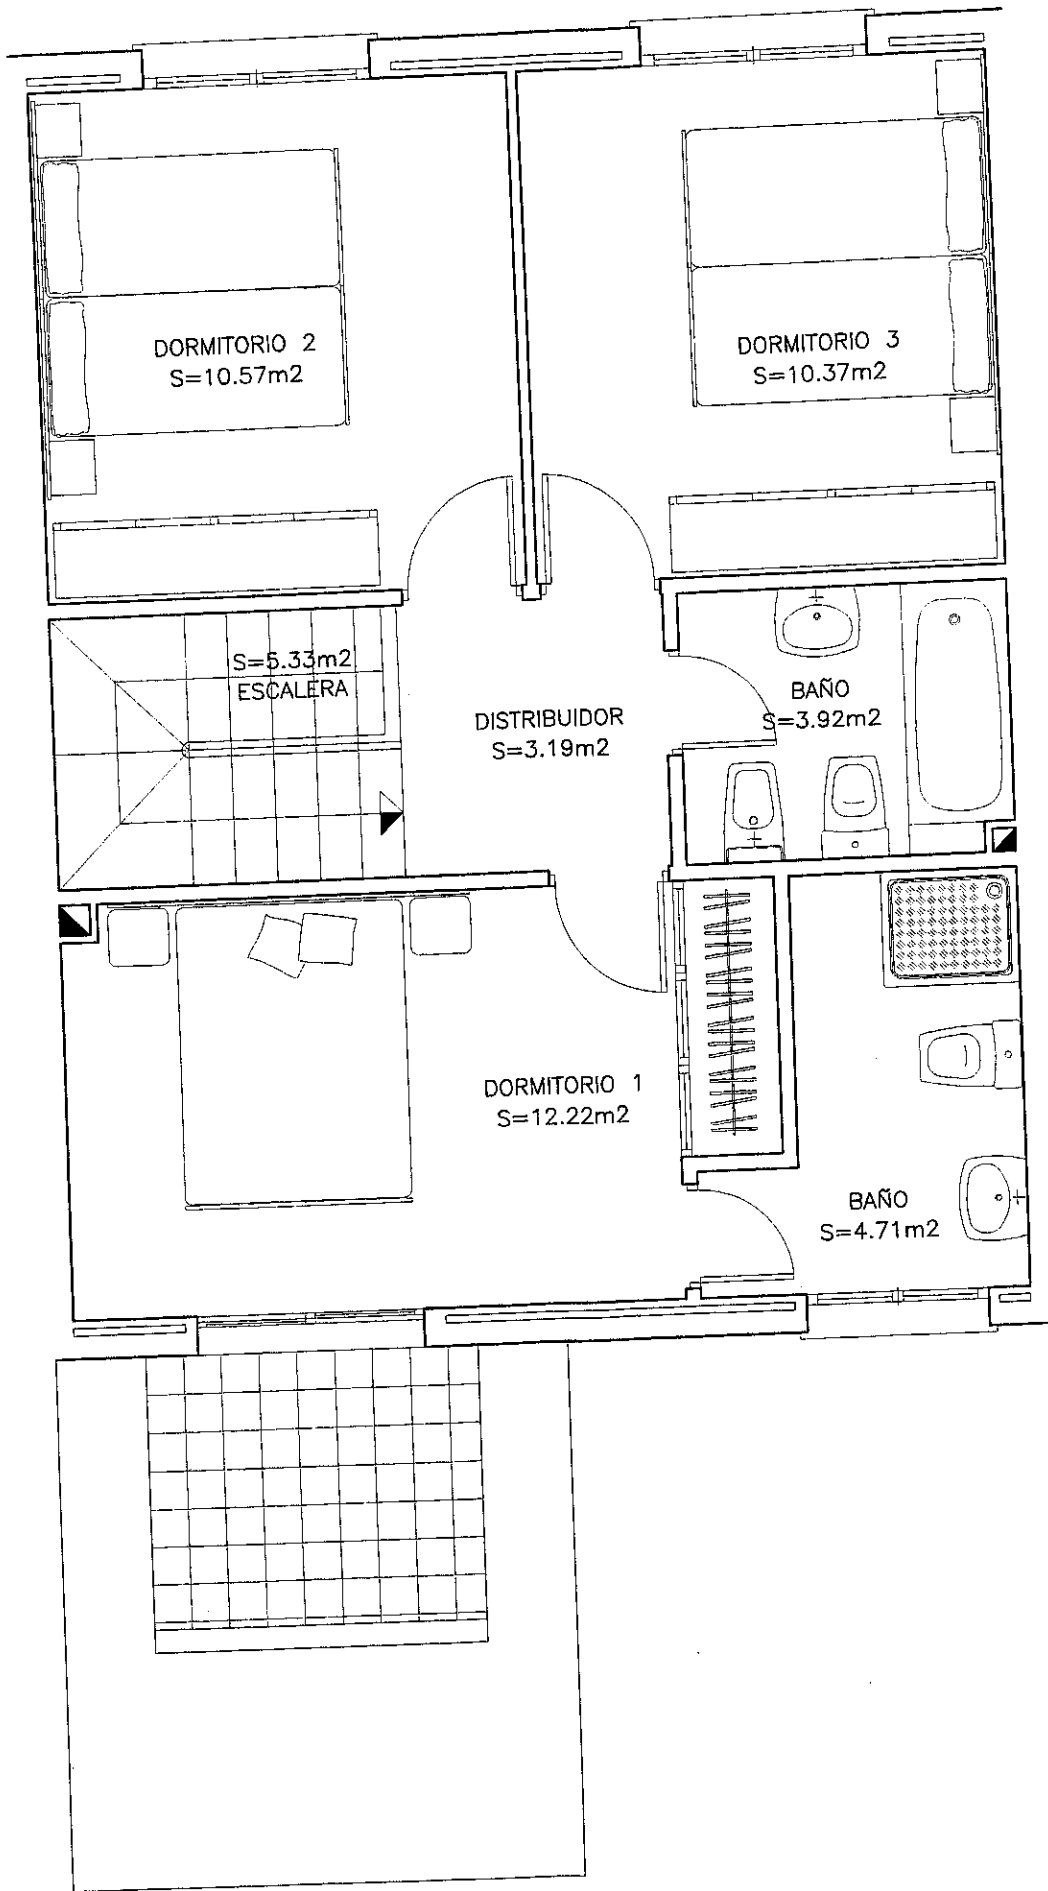 DORMITORIO 2
S=10.57m2
DORMITORIO 3
S=10.37m2
S=5.33m2
ESCALERA
DISTRIBUIDOR
S=3.19m2
BAÑO
S=3.92m2
DORMITORIO 1
S=12.22m2
BAÑO
S=4.71m2